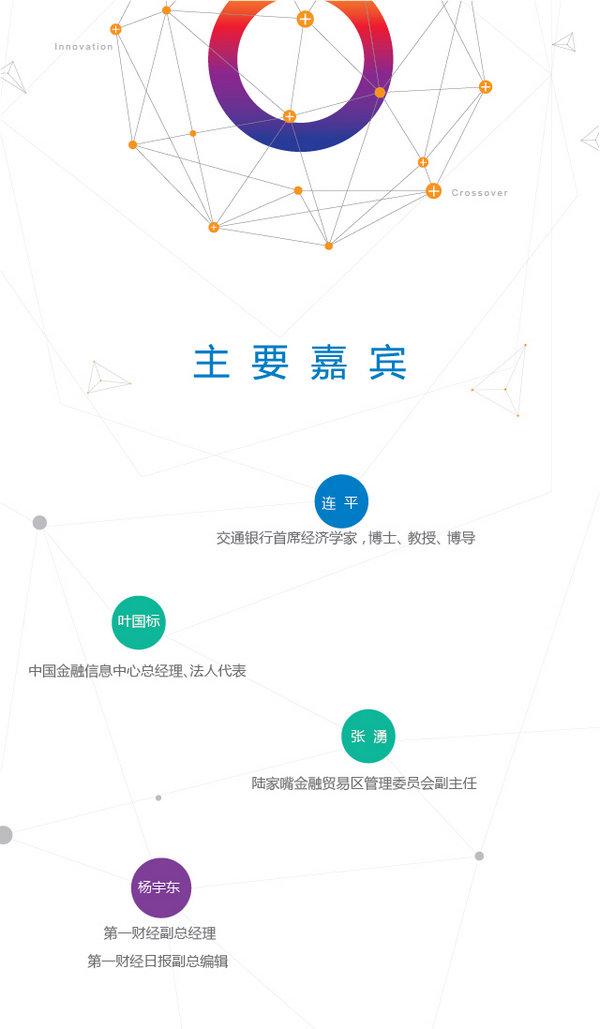 Innovation
Crossover
主要嘉宾
连 平
交通银行首席经济学家，博士、教授、博导
叶国标
中国金融信息中心总经理、法人代表
张 湧
陆家嘴金融贸易区管理委员会副主任
杨宇东
第一财经副总经理
第一财经日报副总编辑